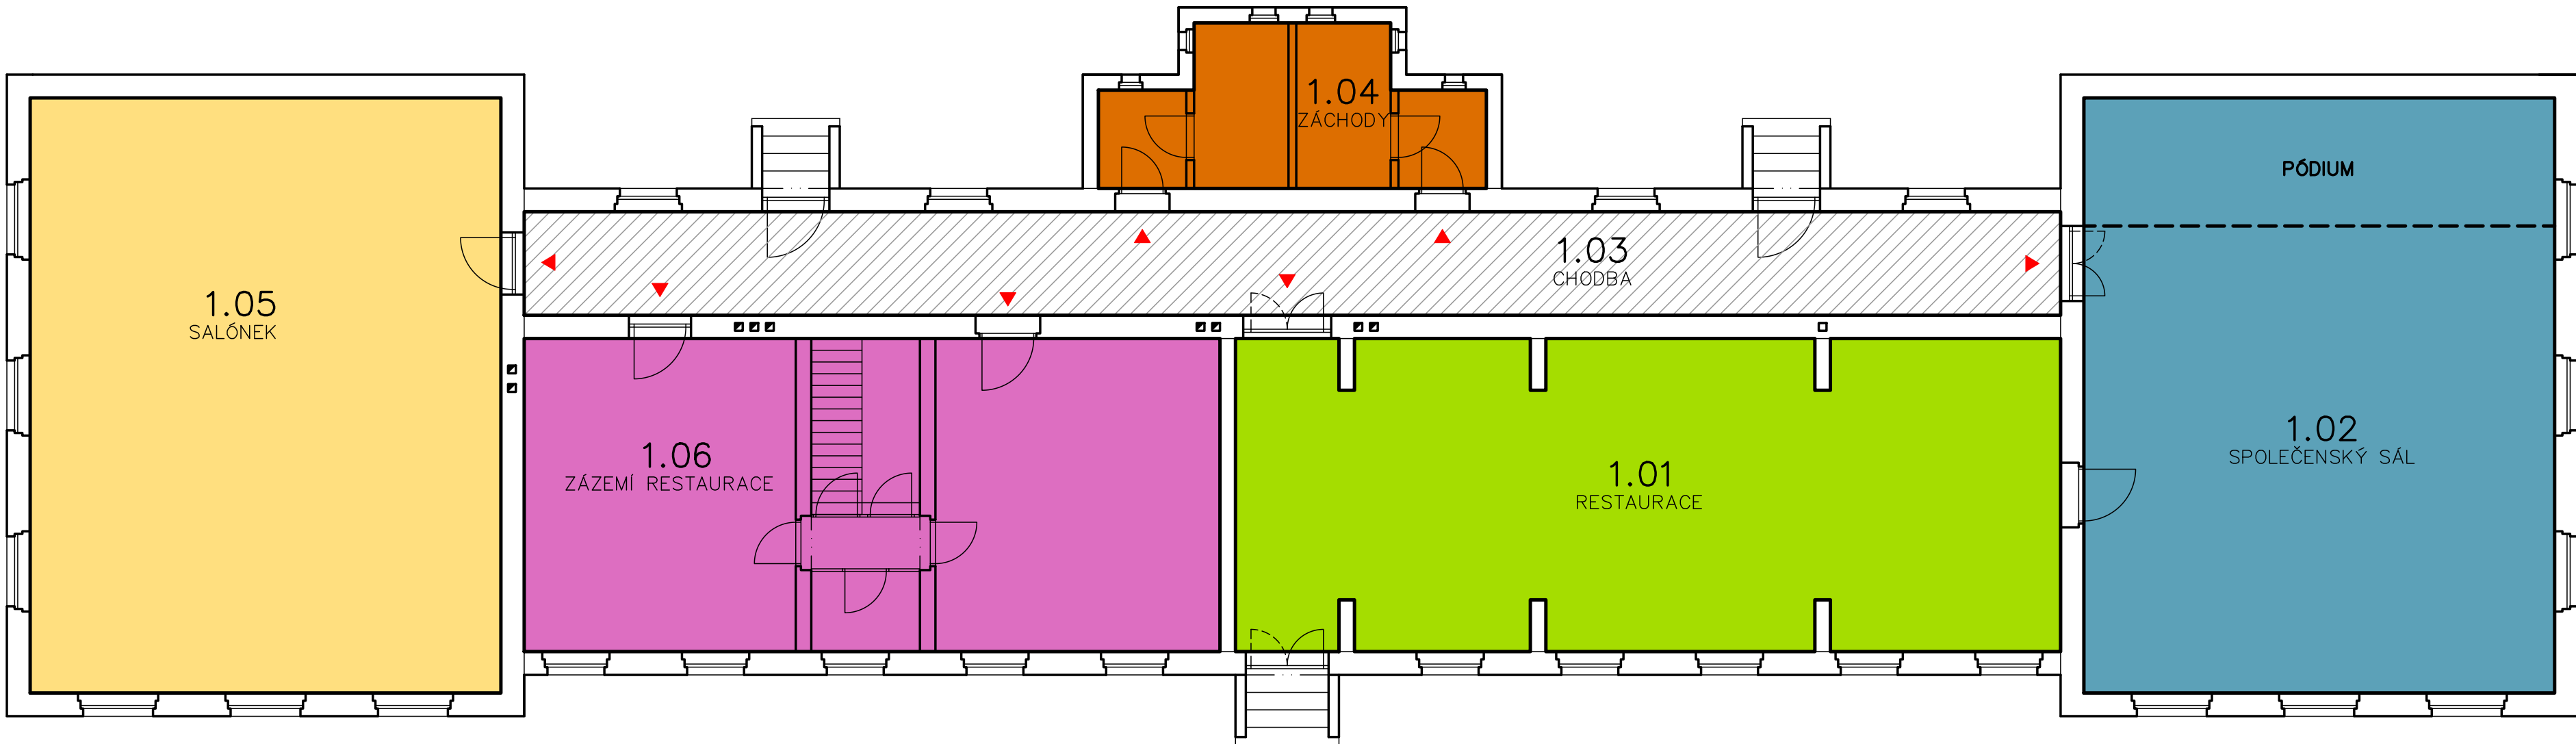 1.04
ZÁCHODY
PÓDIUM
1.03
CHODBA
1.05
SALÓNEK
1.02
SPOLEČENSKÝ SÁL
1.06
ZÁZEMÍ RESTAURACE
1.01
RESTAURACE